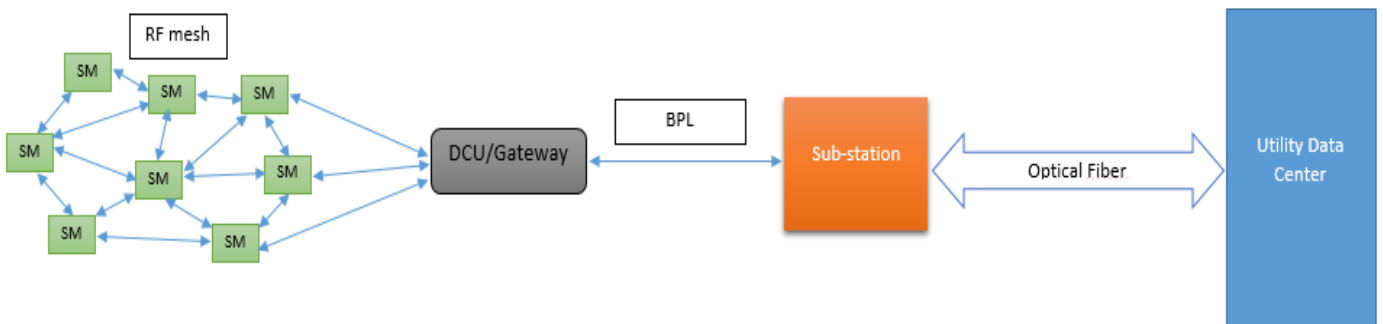 RF mesh
SM
SM
SM
SM
SM
SM
SM
SM
DCU/Gateway
BPL
Sub-station
Optical Fiber
Utility Data
Center